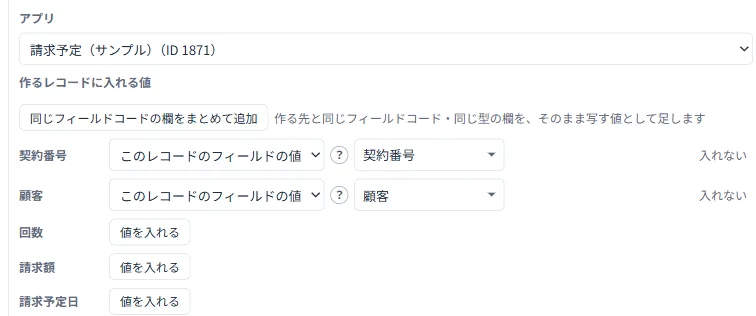 アプリ
請求予定（サンプル）（ID 1871）
作るレコードに入れる値
同じフィールドコードの欄をまとめて追加 作る先と同じフィールドコード・同じ型の欄を、そのまま写す値として足します
契約番号 このレコードのフィールドの値 ? 契約番号 入れない
顧客 このレコードのフィールドの値 ? 顧客 入れない
回数 値を入れる
請求額 値を入れる
請求予定日 値を入れる